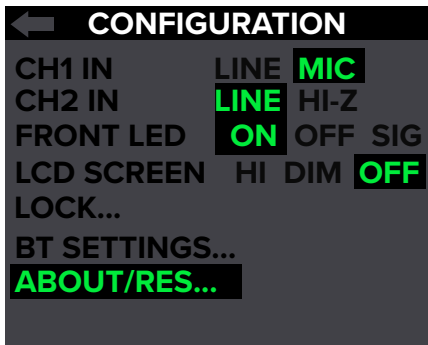 CONFIGURATION
CH1 IN LINE MIC
CH2 IN LINE HI-Z
FRONT LED ON OFF SIG
LCD SCREEN HI DIM OFF
LOCK...
BT SETTINGS...
ABOUT/RES...